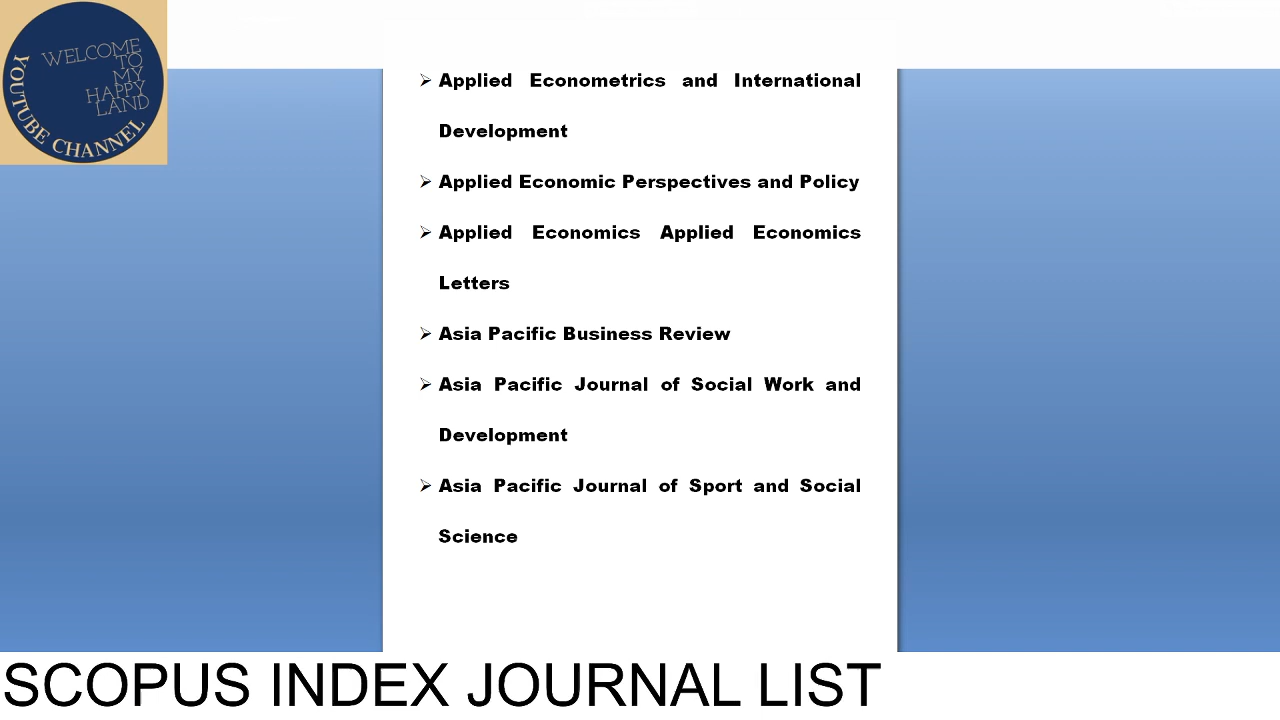 WELCOME
TO
MY
HAPPY
LAND
YOUTUBE CHANNEL
➢ Applied Econometrics and International
Development
➢ Applied Economic Perspectives and Policy
➢ Applied Economics Applied Economics
Letters
➢ Asia Pacific Business Review
➢ Asia Pacific Journal of Social Work and
Development
➢ Asia Pacific Journal of Sport and Social
Science
SCOPUS INDEX JOURNAL LIST